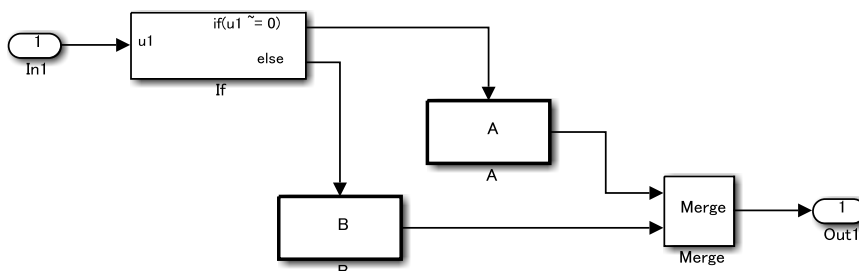 1
In1
u1
if(u1 ~= 0)
else
If
A
A
B
Merge
Merge
1
Out1